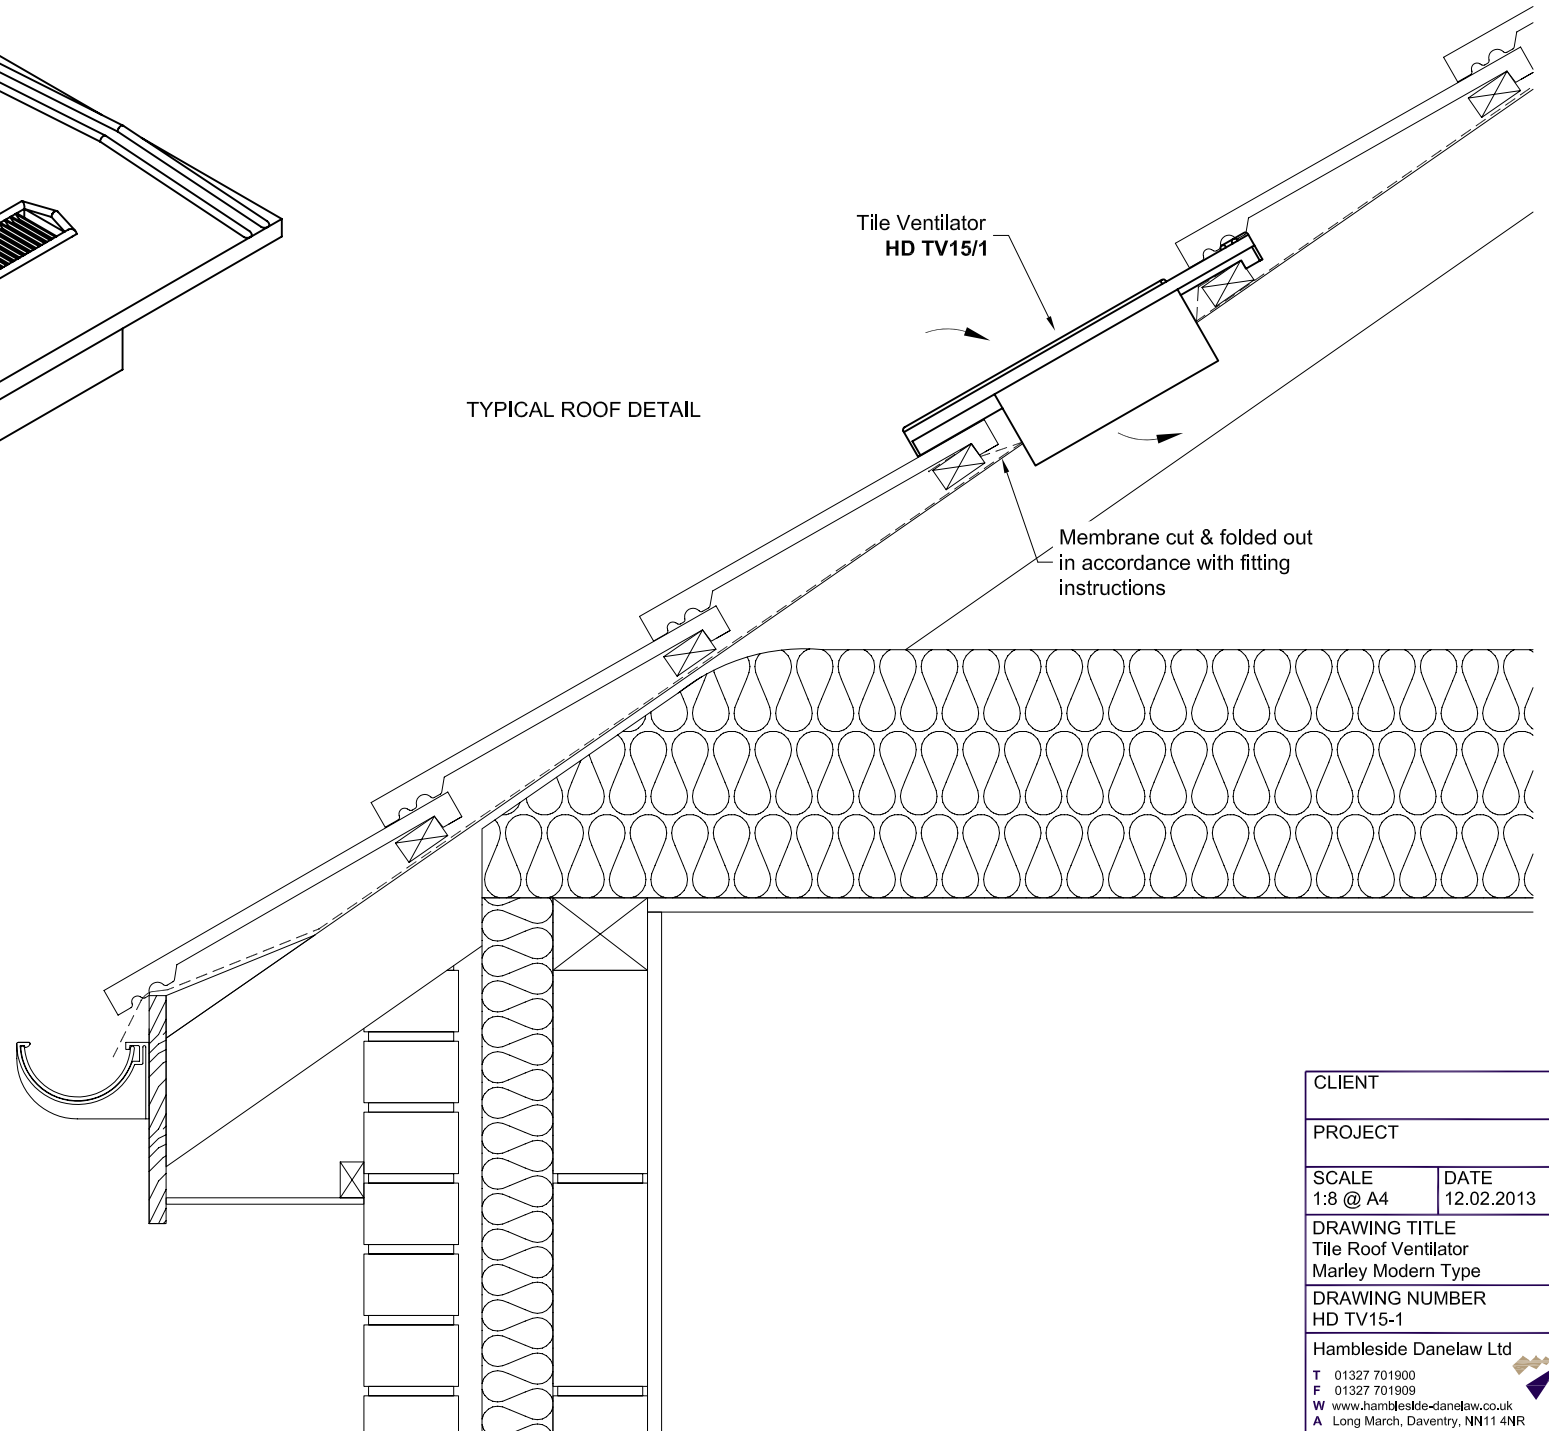 Tile Ventilator
HD TV15/1
TYPICAL ROOF DETAIL
Membrane cut & folded out
in accordance with fitting
instructions
CLIENT
PROJECT
SCALE
1:8 @ A4
DATE
12.02.2013
DRAWING TITLE
Tile Roof Ventilator
Marley Modern Type
DRAWING NUMBER
HD TV15-1
Hambleside Danelaw Ltd
T 01327 701900
F 01327 701909
W www.hambleside-danelaw.co.uk
A Long March, Daventry, NN11 4NR